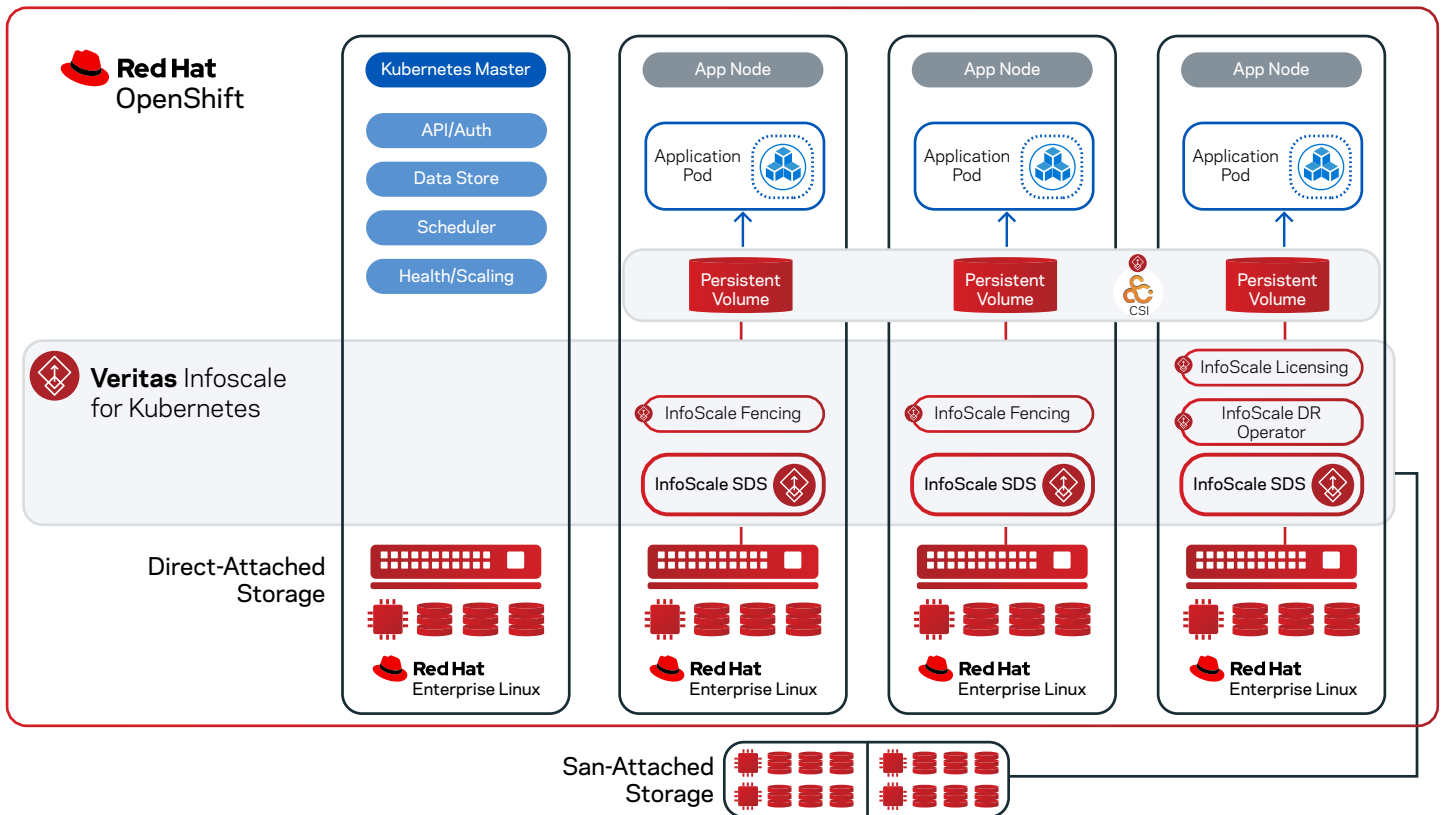 Red Hat
OpenShift
Kubernetes Master
API/Auth
Data Store
Scheduler
Health/Scaling
App Node
App Node
App Node
Application
Pod
Application
Pod
Application
Pod
Persistent
Volume
Persistent
Volume
CSI
Persistent
Volume
Veritas Infoscale
for Kubernetes
InfoScale Fencing
InfoScale SDS
InfoScale Fencing
InfoScale SDS
InfoScale Licensing
InfoScale DR
Operator
InfoScale SDS
Direct-Attached
Storage
Red Hat
Enterprise Linux
Red Hat
Enterprise Linux
Red Hat
Enterprise Linux
Red Hat
Enterprise Linux
San-Attached
Storage